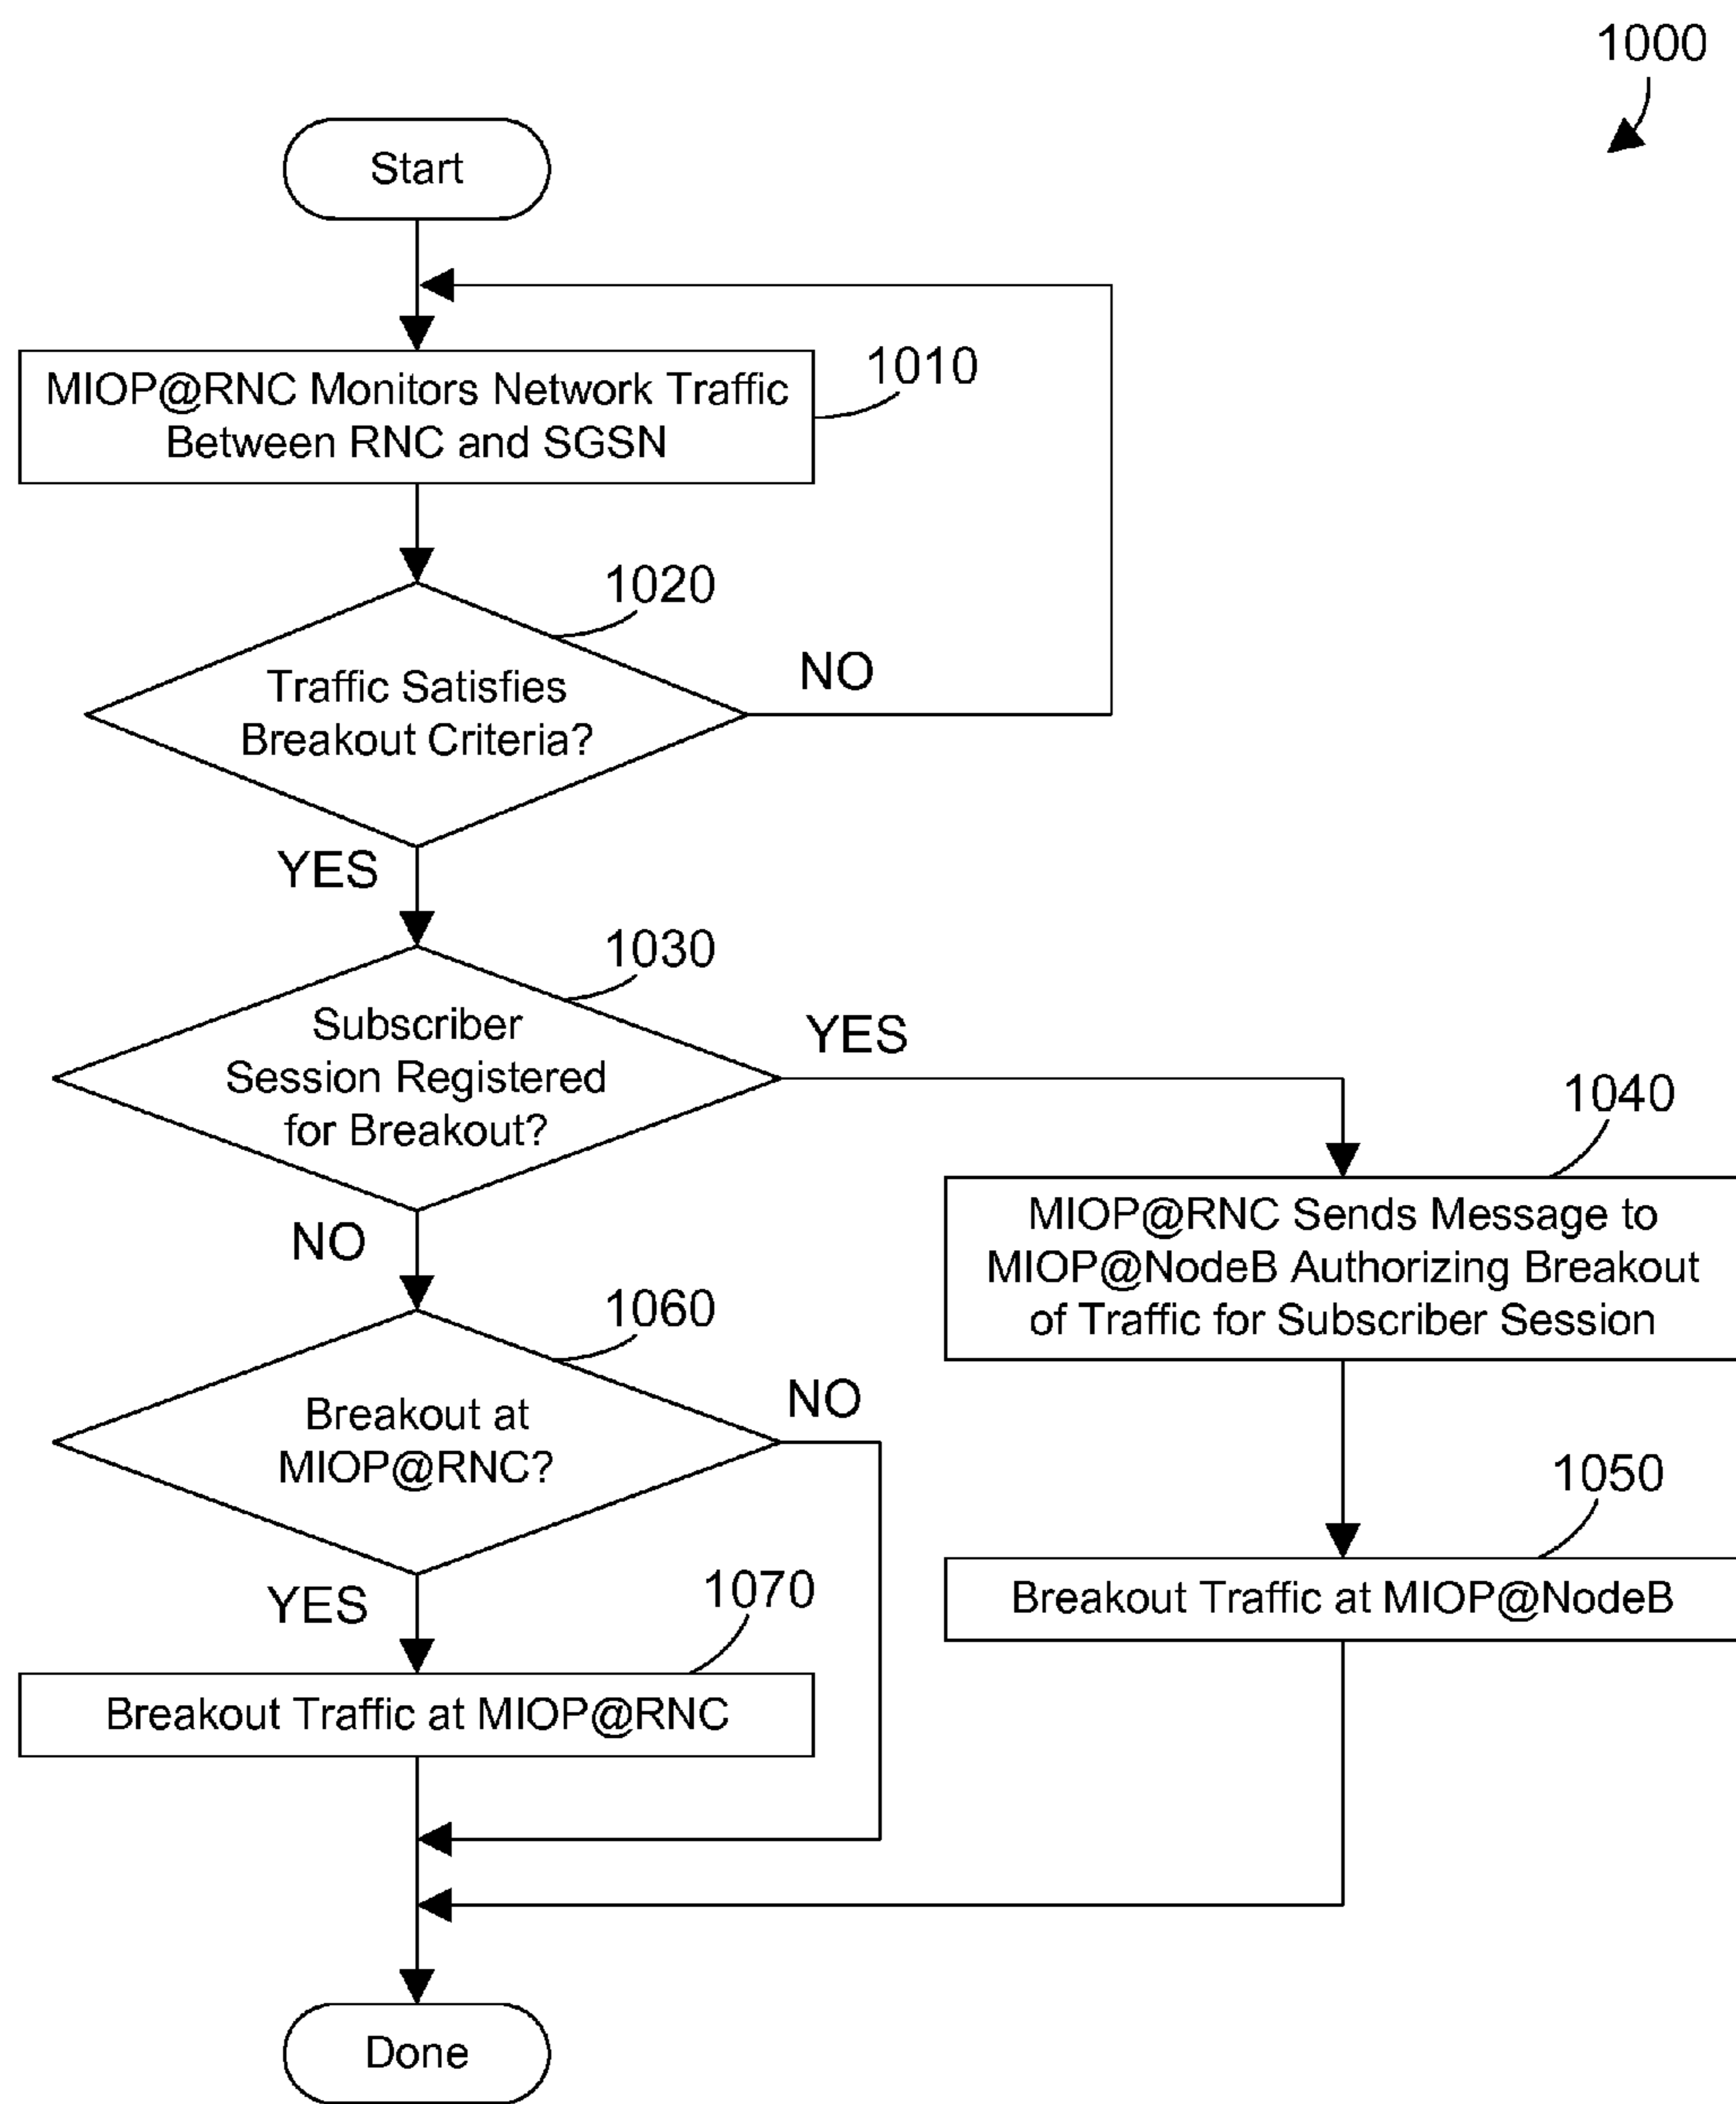 1000
Start
MIOP@RNC Monitors Network Traffic
Between RNC and SGSN
1010
1020
Traffic Satisfies
Breakout Criteria?
NO
YES
1030
Subscriber
Session Registered
for Breakout?
YES
NO
1040
MIOP@RNC Sends Message to
MIOP@NodeB Authorizing Breakout
of Traffic for Subscriber Session
1060
Breakout at
MIOP@RNC?
NO
YES
1050
Breakout Traffic at MIOP@NodeB
1070
Breakout Traffic at MIOP@RNC
Done